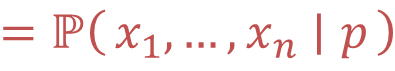 = ℙ( x₁, … , xₙ | p )